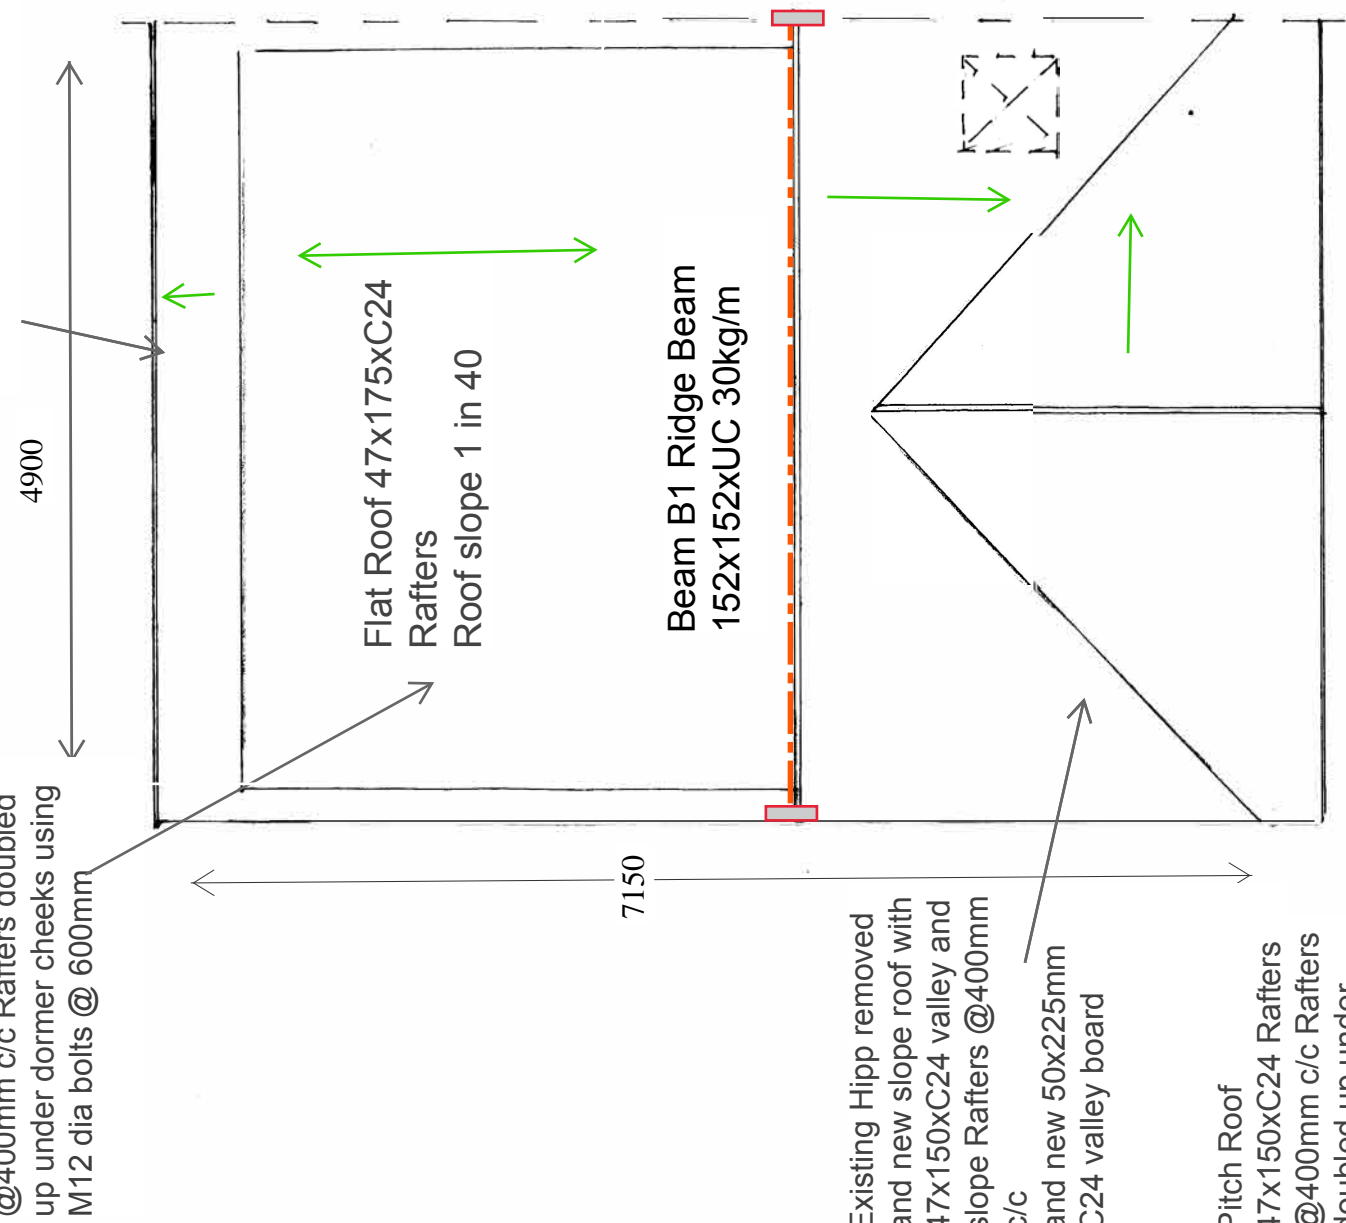 4900
@400mm c/c Rafters doubled
up under dormer cheeks using
M12 dia bolts @ 600mm
Flat Roof 47x175xC24
Rafters
Roof slope 1 in 40
Beam B1 Ridge Beam
152x152xUC 30kg/m
7150
Existing Hipp removed
and new slope roof with
47x150xC24 valley and
slope Rafters @400mm
c/c
and new 50x225mm
C24 valley board
Pitch Roof
47x150xC24 Rafters
@400mm c/c Rafters
doubled up under